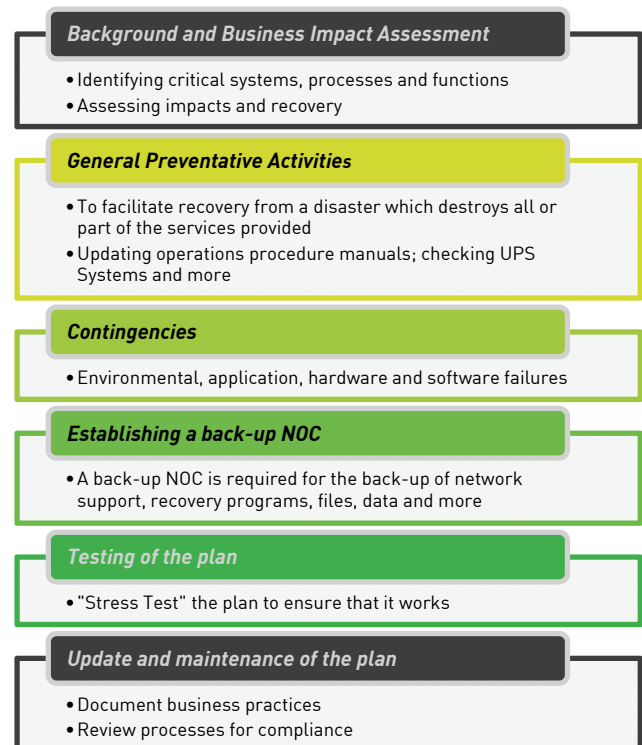 Background and Business Impact Assessment
• Identifying critical systems, processes and functions
• Assessing impacts and recovery
General Preventative Activities
• To facilitate recovery from a disaster which destroys all or
part of the services provided
• Updating operations procedure manuals; checking UPS
Systems and more
Contingencies
• Environmental, application, hardware and software failures
Establishing a back-up NOC
• A back-up NOC is required for the back-up of network
support, recovery programs, files, data and more
Testing of the plan
• "Stress Test" the plan to ensure that it works
Update and maintenance of the plan
• Document business practices
• Review processes for compliance